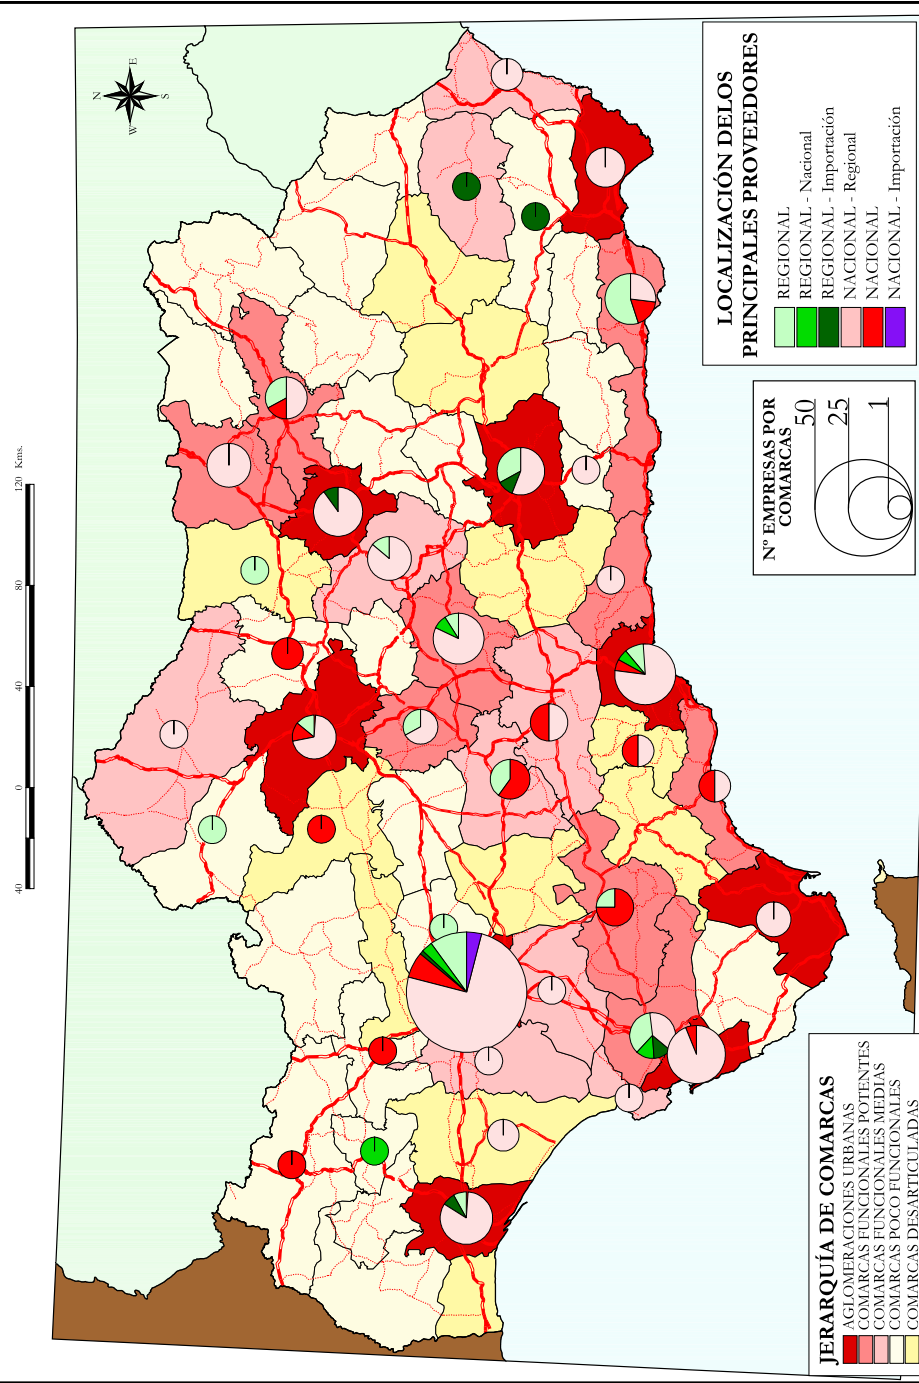 LOCALIZACIÓN DELOS
PRINCIPALES PROVEEDORES
REGIONAL
REGIONAL - Nacional
REGIONAL - Importación
NACIONAL - Regional
NACIONAL
NACIONAL - Importación
Nº EMPRESAS POR
COMARCAS
50
25
1
JERARQUÍA DE COMARCAS
AGLOMERACIONES URBANAS
COMARCAS FUNCIONALES POTENTES
COMARCAS FUNCIONALES MEDIAS
COMARCAS POCO FUNCIONALES
COMARCAS DESARTICULADAS
N
E
S
W
40 0 40 80 120 Kms.